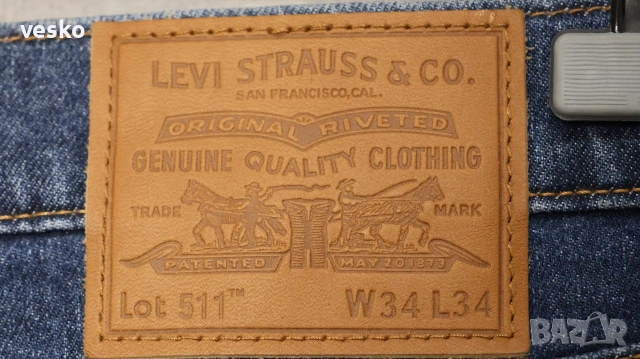 vesko
LEVI STRAUSS & CO.
SAN FRANCISCO, CAL.
ORIGINAL RIVETED
GENUINE QUALITY CLOTHING
TRADE MARK
PATENTED MAY 20 1873
Lot 511™ W34 L34
BAZAR